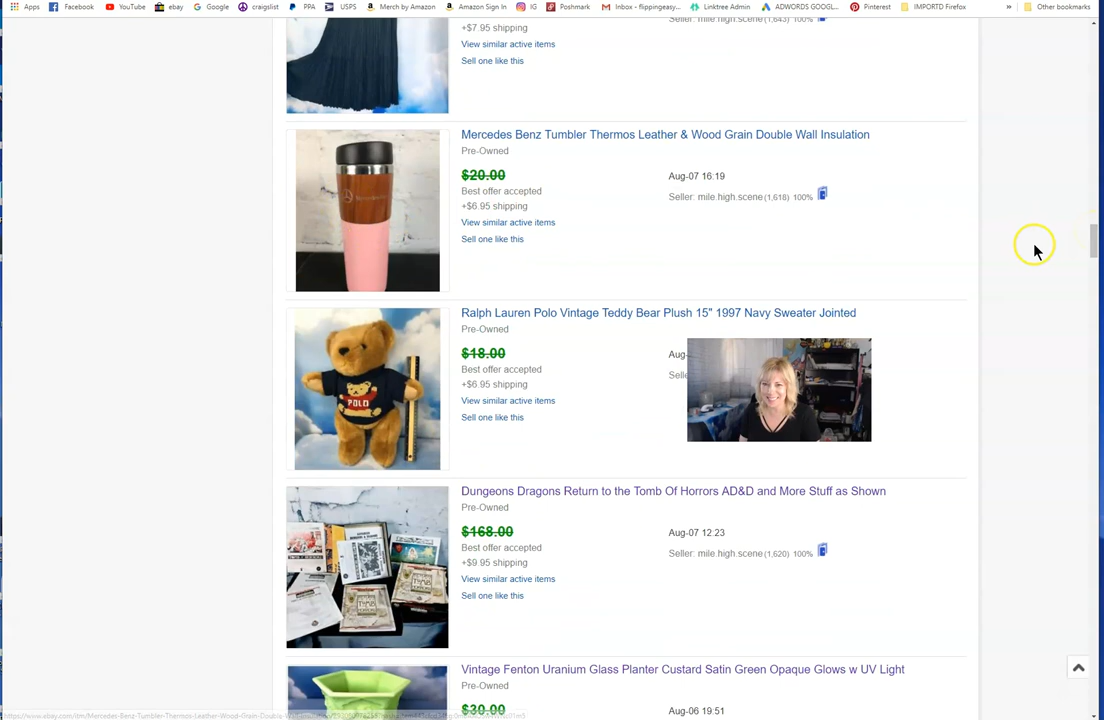 Apps Facebook YouTube ebay Google craigslist PPA USPS Merch by Amazon Amazon Sign In IG Poshmark Inbox - flippingeasy... Linktree Admin ADWORDS GOOGL... Pinterest IMPORTD Firefox » Other bookmarks
+$7.95 shipping
View similar active items
Sell one like this
Mercedes Benz Tumbler Thermos Leather & Wood Grain Double Wall Insulation
Pre-Owned
$20.00
Aug-07 16:19
Best offer accepted
Seller: mile.high.scene(1,618) 100%
+$6.95 shipping
View similar active items
Sell one like this
Ralph Lauren Polo Vintage Teddy Bear Plush 15" 1997 Navy Sweater Jointed
Pre-Owned
$18.00
Aug-
Best offer accepted
Selle
+$6.95 shipping
View similar active items
Sell one like this
POLO
Dungeons Dragons Return to the Tomb Of Horrors AD&D and More Stuff as Shown
Pre-Owned
$168.00
Aug-07 12:23
Best offer accepted
Seller: mile.high.scene(1,620) 100%
+$9.95 shipping
View similar active items
Sell one like this
Vintage Fenton Uranium Glass Planter Custard Satin Green Opaque Glows w UV Light
Pre-Owned
$30.00
Aug-06 19:51